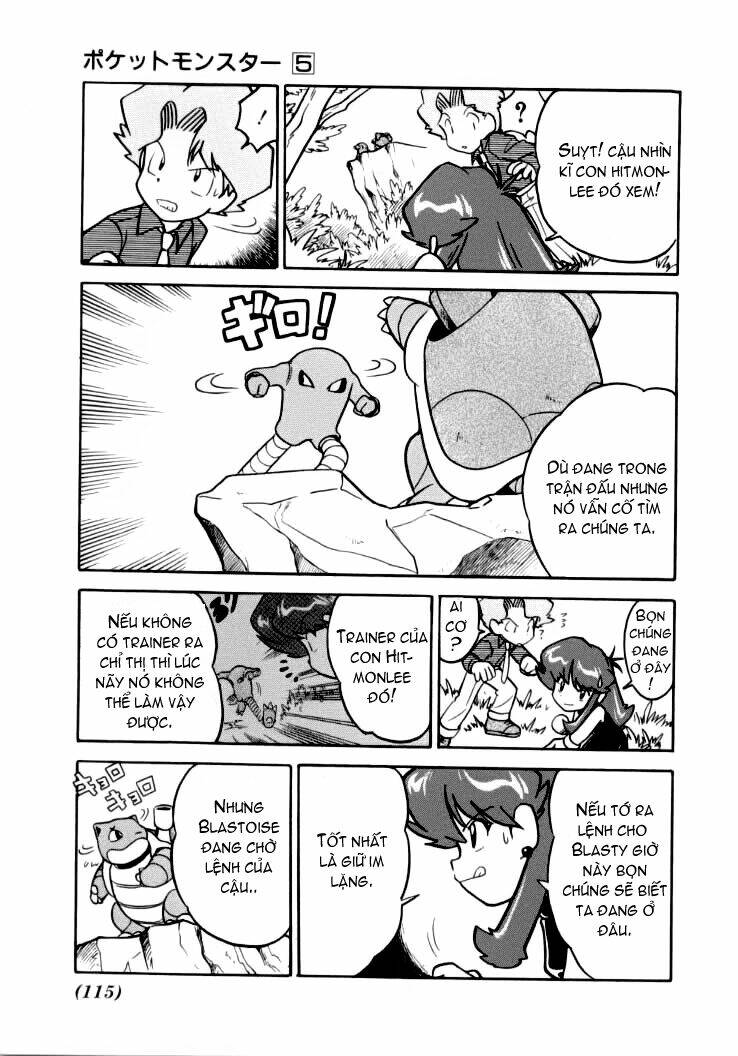 ポケットモンスター 5
SUỴT! CẬU NHÌN
KĨ CON HITMON-
LEE ĐÓ XEM!
?
!
ギロ!
DÙ ĐANG TRONG
TRẬN ĐẤU NHƯNG
NÓ VẪN CỐ TÌM
RA CHÚNG TA.
BỌN
CHÚNG
ĐANG
Ở ĐÂY
!
AI
CƠ
?
TRAINER CỦA
CON HIT-
MONLEE
ĐÓ!
NẾU KHÔNG
CÓ TRAINER RA
CHỈ THỊ THÌ LÚC
NÃY NÓ KHÔNG
THỂ LÀM VẬY
ĐƯỢC.
NẾU TỚ RA
LỆNH CHO
BLASTY GIỜ
NÀY BỌN
CHÚNG SẼ BIẾT
TA ĐANG Ở
ĐÂU.
TỐT NHẤT
LÀ GIỮ IM
LẶNG.
NHƯNG
BLASTOISE
ĐANG CHỜ
LỆNH CỦA
CẬU..
キョロ
キョロ
(115)